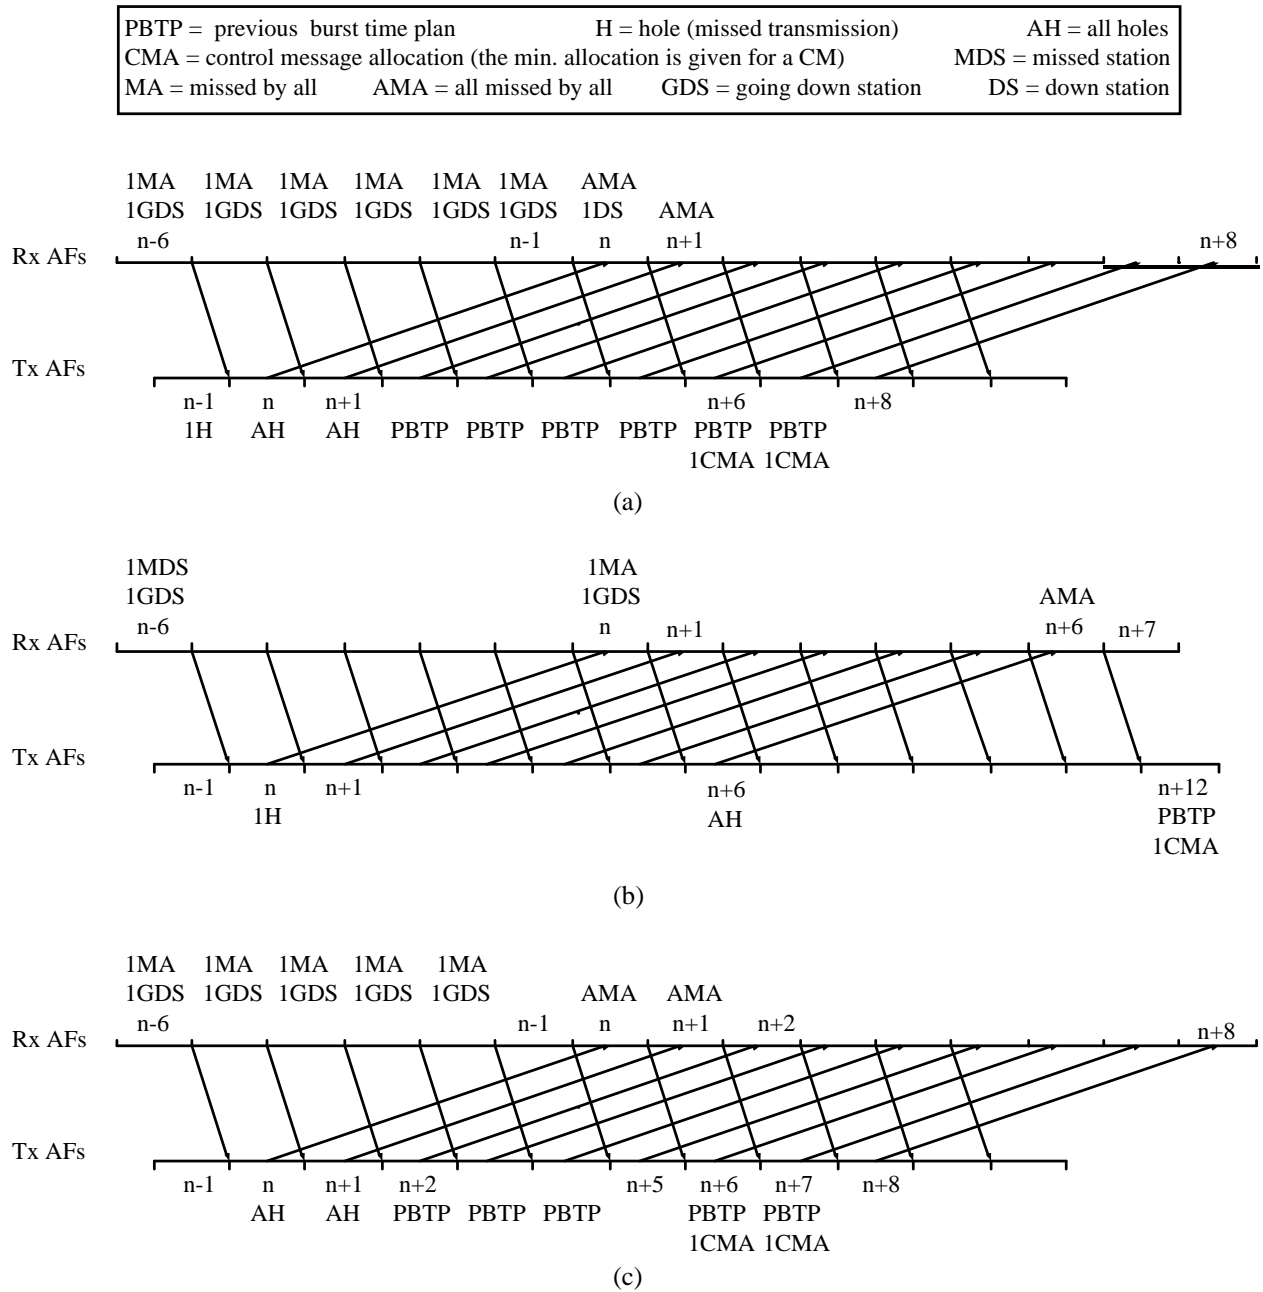 PBTP = previous burst time plan H = hole (missed transmission) AH = all holes
CMA = control message allocation (the min. allocation is given for a CM) MDS = missed station
MA = missed by all AMA = all missed by all GDS = going down station DS = down station
1MA 1MA 1MA 1MA 1MA 1MA AMA
1GDS 1GDS 1GDS 1GDS 1GDS 1GDS 1DS AMA
n-6 n-1 n n+1 n+8
Rx AFs
Tx AFs
n-1 n n+1 n+6 n+8
1H AH AH PBTP PBTP PBTP PBTP PBTP PBTP
1CMA 1CMA
(a)
1MDS 1MA
1GDS 1GDS AMA
n-6 n n+1 n+6 n+7
Rx AFs
Tx AFs
n-1 n n+1 n+6 n+12
1H AH PBTP
1CMA
(b)
1MA 1MA 1MA 1MA 1MA
1GDS 1GDS 1GDS 1GDS 1GDS AMA AMA
n-6 n-1 n n+1 n+2 n+8
Rx AFs
Tx AFs
n-1 n n+1 n+2 n+5 n+6 n+7 n+8
AH AH PBTP PBTP PBTP PBTP PBTP
1CMA 1CMA
(c)